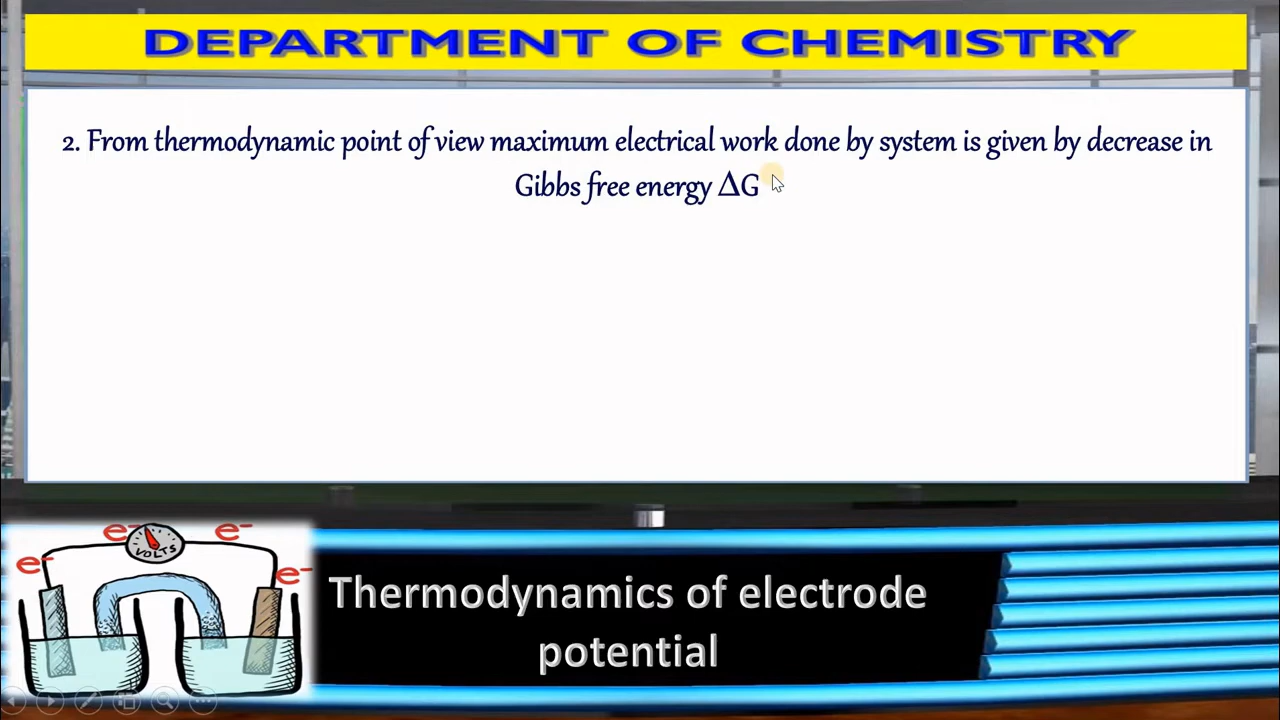 DEPARTMENT OF CHEMISTRY
2. From thermodynamic point of view maximum electrical work done by system is given by decrease in
Gibbs free energy ΔG
e-
e-
e-
e-
VOLTS
Thermodynamics of electrode
potential